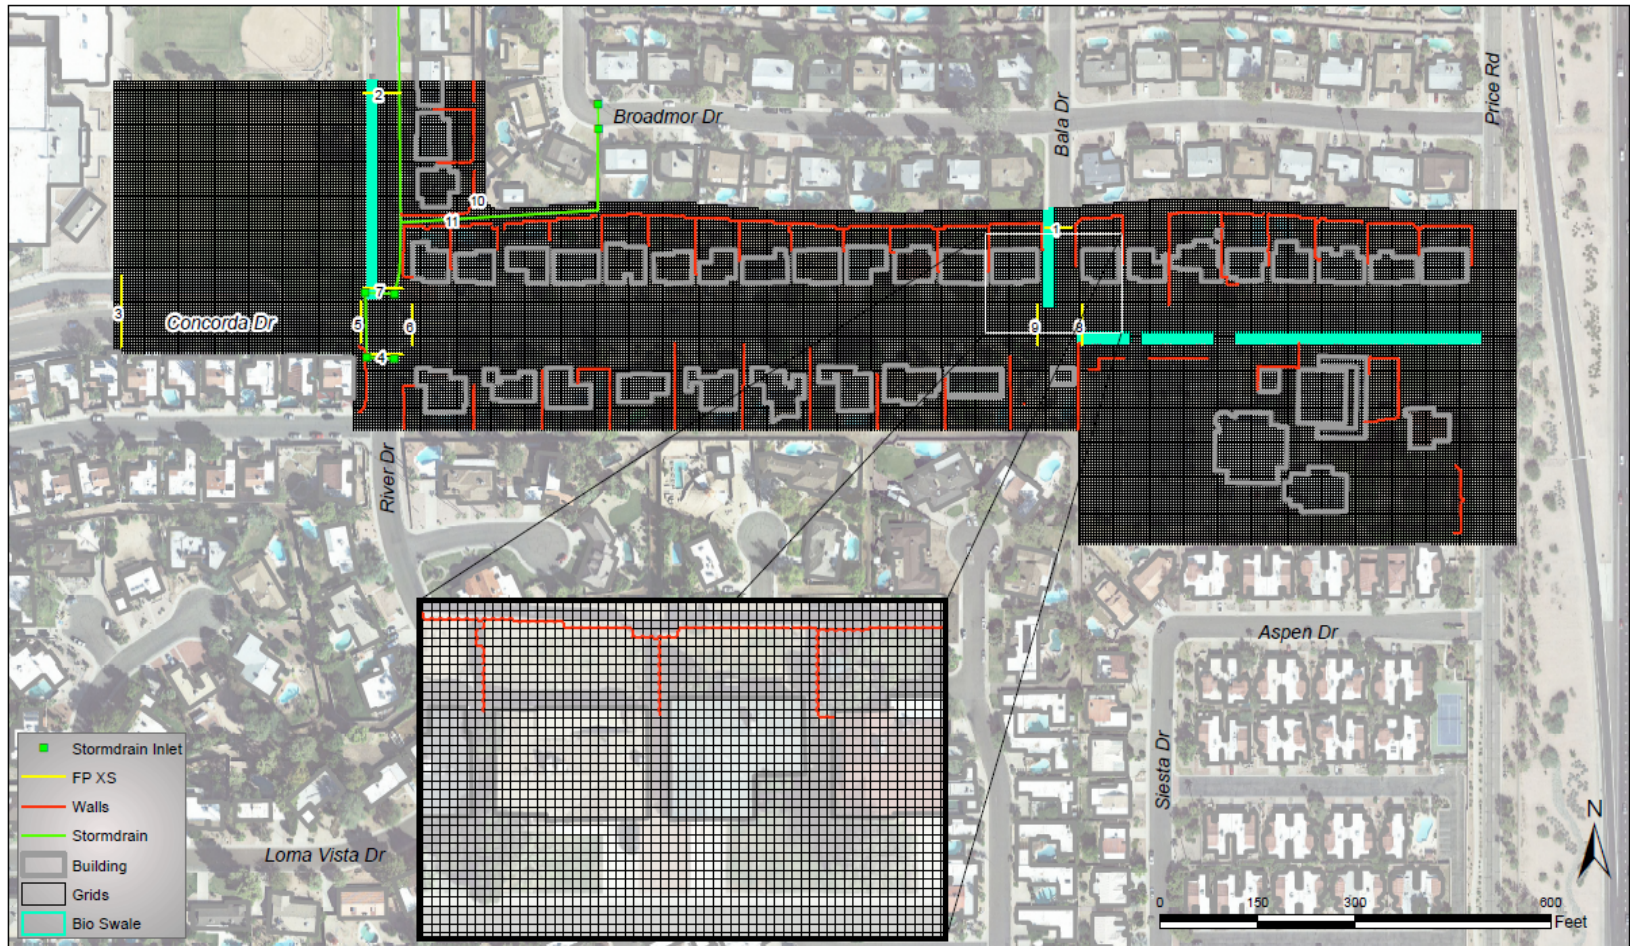 2
Broadmor Dr
Bala Dr
Price Rd
10
11
1
7
3
Concorda Dr
5
6
9
8
4
River Dr
Aspen Dr
Siesta Dr
Loma Vista Dr
Stormdrain Inlet
FP XS
Walls
Stormdrain
Building
Grids
Bio Swale
N
0 150 300 600
Feet